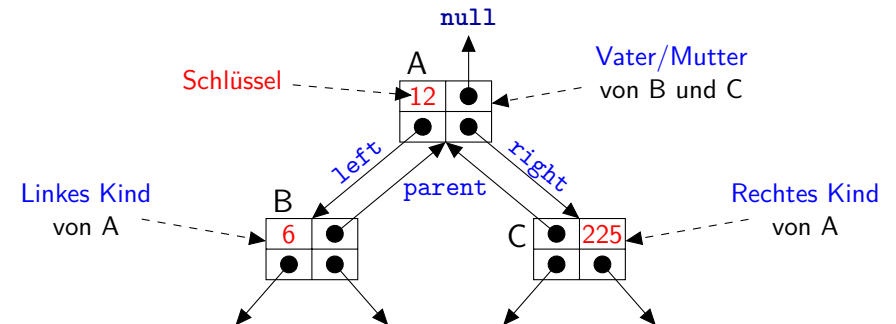 null
A
Schlüssel
12
Vater/Mutter
von B und C
left
right
parent
Linkes Kind
von A
B
6
C
225
Rechtes Kind
von A